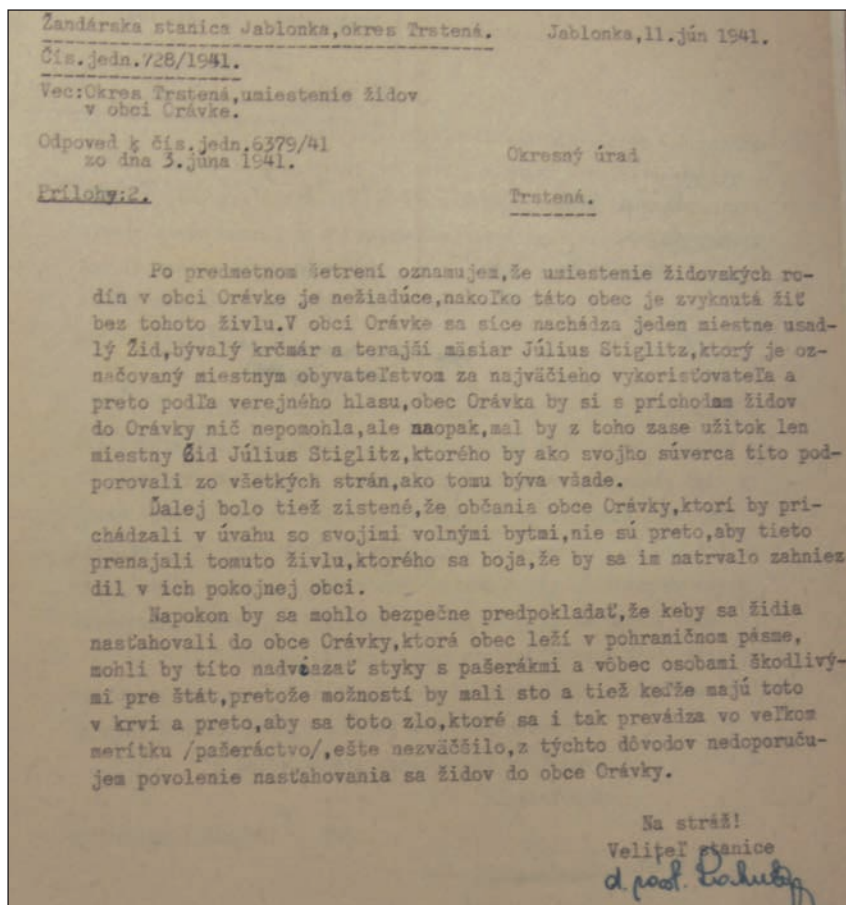 Žandárska stanica Jablonka,okres Trstená.
Jablonka,11.jún 1941.
Čís.jedn.728/1941.
Vec:Okres Trstená,umiestenie židov
v obci Orávke.
Odpoveď k čís.jedn.6379/41
zo dňa 3.júna 1941.
Okresný úrad
Prílohy:2.
Trstená.
Po predmetnom šetrení oznamujem,že umiestenie židovských ro-
dín v obci Orávke je nežiadúce,nakoľko táto obec je zvyknutá žiť
bez tohoto živlu.V obci Orávke sa síce nachádza jeden miestne usad-
lý Žid,bývalý krčmár a terajší mäsiar Július Stiglitz,ktorý je oz-
načovaný miestnym obyvateľstvom za najväčieho vykorisťovateľa a
preto podľa verejného hlasu,obec Orávka by si s príchodom židov
do Orávky nič nepomohla,ale naopak,mal by z toho zase užitok len
miestny Žid Július Stiglitz,ktorého by ako svojho súverca títo pod-
porovali zo všetkých strán,ako tomu býva všade.
Ďalej bolo tiež zistené,že občania obce Orávky,ktorí by pri-
chádzali v úvahu so svojimi volnými bytmi,nie sú preto,aby tieto
prenajali tomuto živlu,ktorého sa boja,že by sa im natrvalo zahniez
dil v ich pokojnej obci.
Napokon by sa mohlo bezpečne predpokladať,že keby sa židia
nasťahovali do obce Orávky,ktorá obec leží v pohraničnom pásme,
mohli by títo nadviazať styky s pašerákmi a vôbec osobami škodlivý-
mi pre štát,pretože možností by mali sto a tiež keďže majú toto
v krvi a preto,aby sa toto zlo,ktoré sa i tak prevádza vo veľkom
merítku /pašeráctvo/,ešte nezväčšilo,z týchto dôvodov nedoporuču-
jem povolenie nasťahovania sa židov do obce Orávky.
Na stráž!
Veliteľ stanice